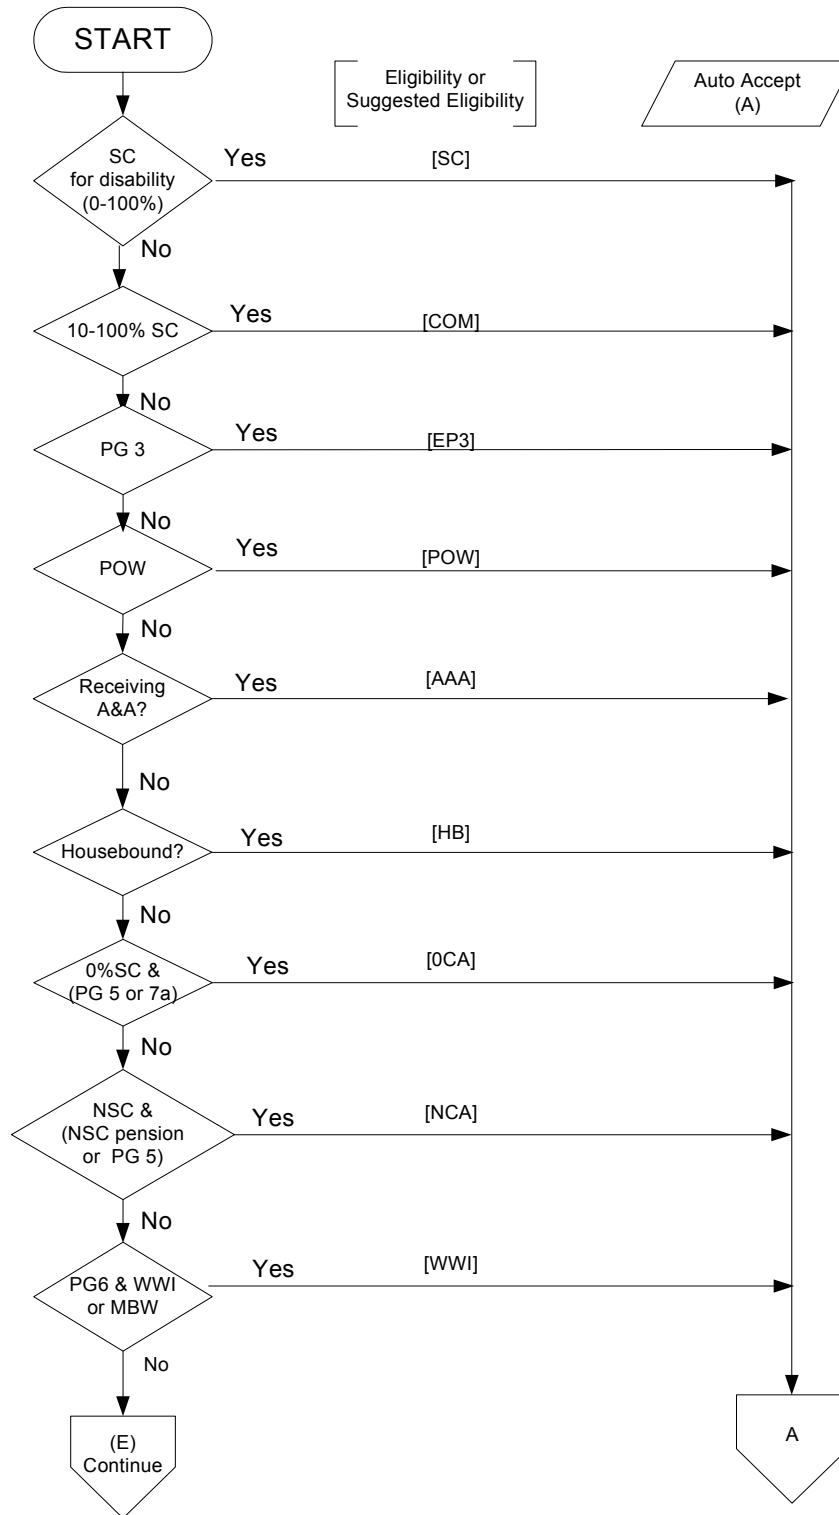 START
Eligibility or
Suggested Eligibility
Auto Accept
(A)
SC
for disability
(0-100%)
Yes
[SC]
No
10-100% SC
Yes
[COM]
No
PG 3
Yes
[EP3]
No
POW
Yes
[POW]
No
Receiving
A&A?
Yes
[AAA]
No
Housebound?
Yes
[HB]
No
0%SC &
(PG 5 or 7a)
Yes
[0CA]
No
NSC &
(NSC pension
or PG 5)
Yes
[NCA]
No
PG6 & WWI
or MBW
Yes
[WWI]
No
(E)
Continue
A